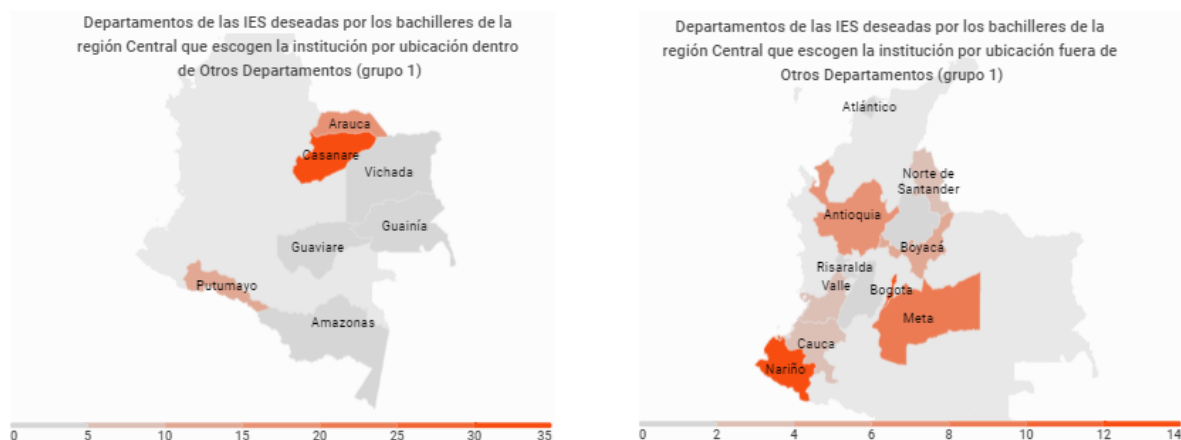 Departamentos de las IES deseadas por los bachilleres de la
región Central que escogen la institución por ubicación dentro
de Otros Departamentos (grupo 1)
Arauca
Casanare
Vichada
Guainía
Guaviare
Putumayo
Amazonas
0 5 10 15 20 25 30 35
Departamentos de las IES deseadas por los bachilleres de la
región Central que escogen la institución por ubicación fuera de
Otros Departamentos (grupo 1)
Atlántico
Norte de
Santander
Antioquia
Boyacá
Risaralda
Valle
Bogota
Meta
Cauca
Nariño
0 2 4 6 8 10 12 14